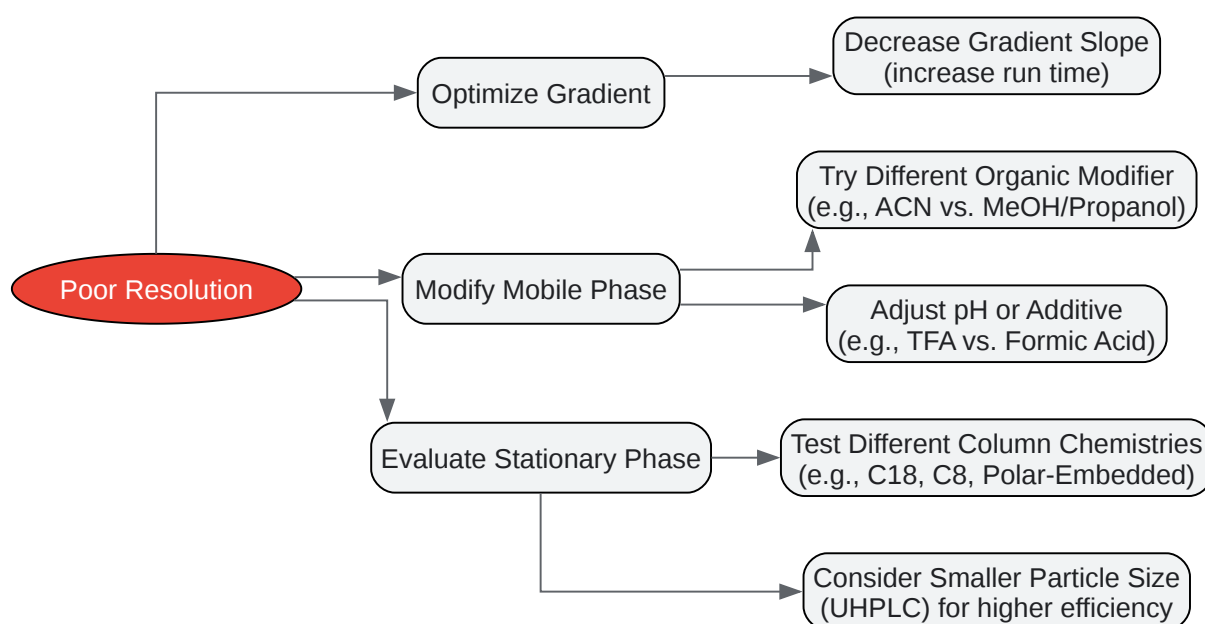 Decrease Gradient Slope
(increase run time)
Optimize Gradient
Try Different Organic Modifier
(e.g., ACN vs. MeOH/Propanol)
Poor Resolution
Modify Mobile Phase
Adjust pH or Additive
(e.g., TFA vs. Formic Acid)
Evaluate Stationary Phase
Test Different Column Chemistries
(e.g., C18, C8, Polar-Embedded)
Consider Smaller Particle Size
(UHPLC) for higher efficiency